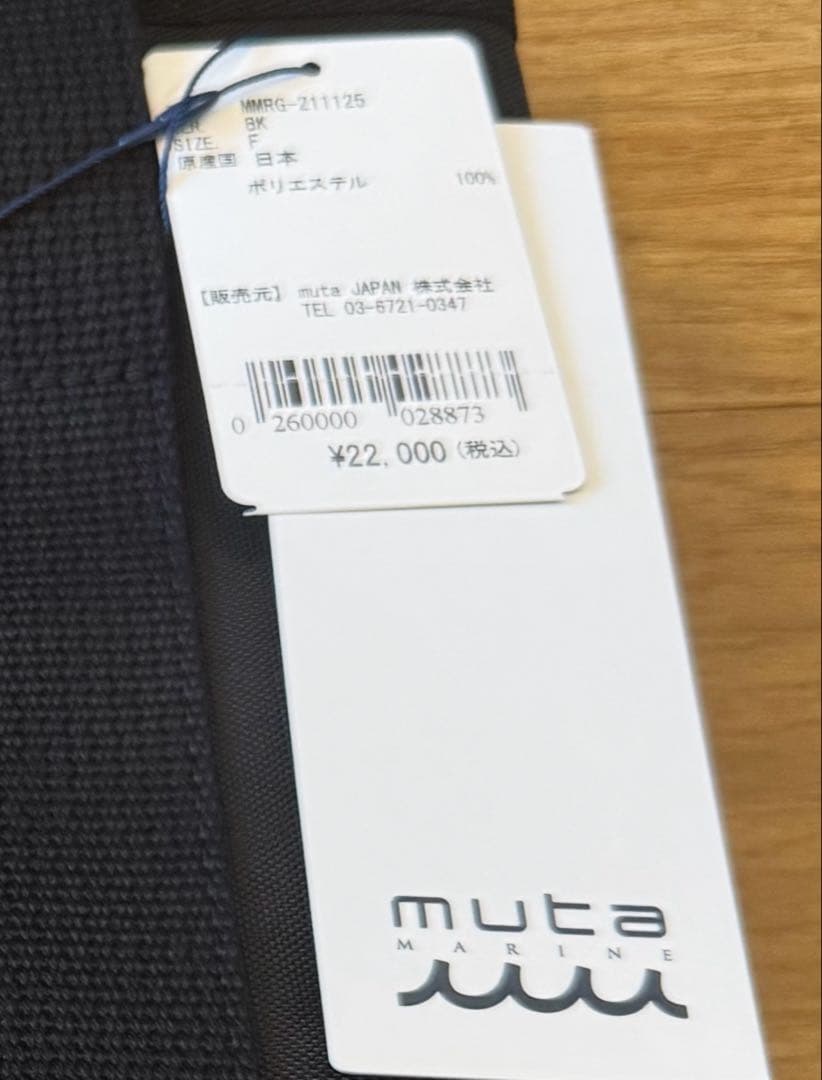 MMRG-211125
BK
SIZE. F
原産国 日本
ポリエステル 100%
【販売元】 muta JAPAN 株式会社
TEL 03-6721-0347
0 260000 028873
¥22,000 (税込)
muta
MARINE